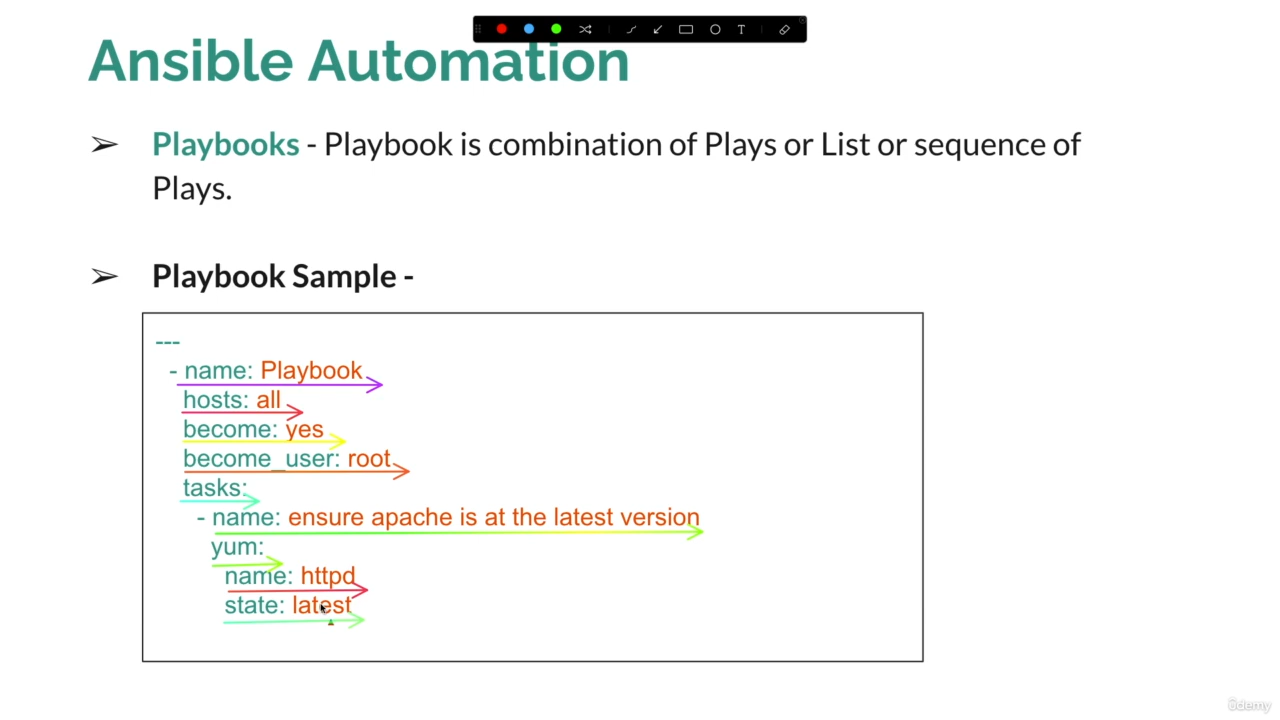 Ansible Automation
➢ Playbooks - Playbook is combination of Plays or List or sequence of
Plays.
➢ Playbook Sample -
---
- name: Playbook
hosts: all
become: yes
become_user: root
tasks:
- name: ensure apache is at the latest version
yum:
name: httpd
state: latest
T
ûdemy